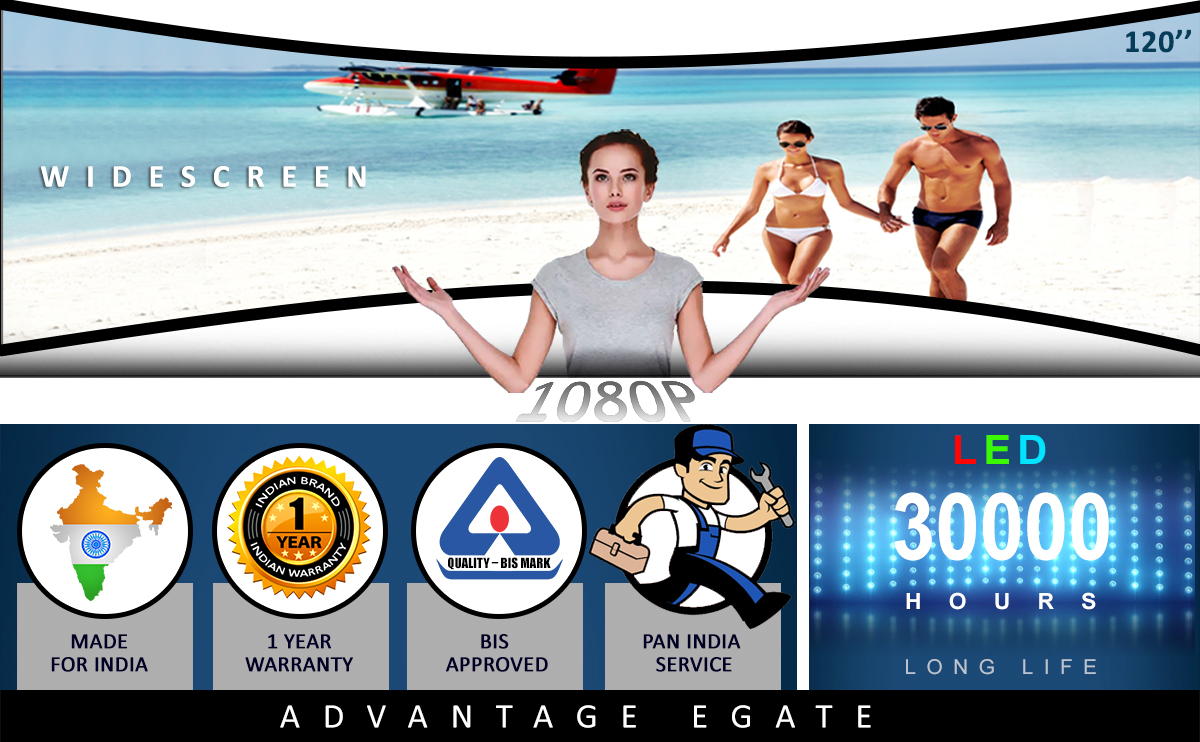 120’’
WIDESCREEN
1080P
LED
30000
HOURS
LONG LIFE
INDIAN BRAND
1
YEAR
INDIAN WARRANTY
QUALITY – BIS MARK
MADE
FOR INDIA
1 YEAR
WARRANTY
BIS
APPROVED
PAN INDIA
SERVICE
ADVANTAGE EGATE